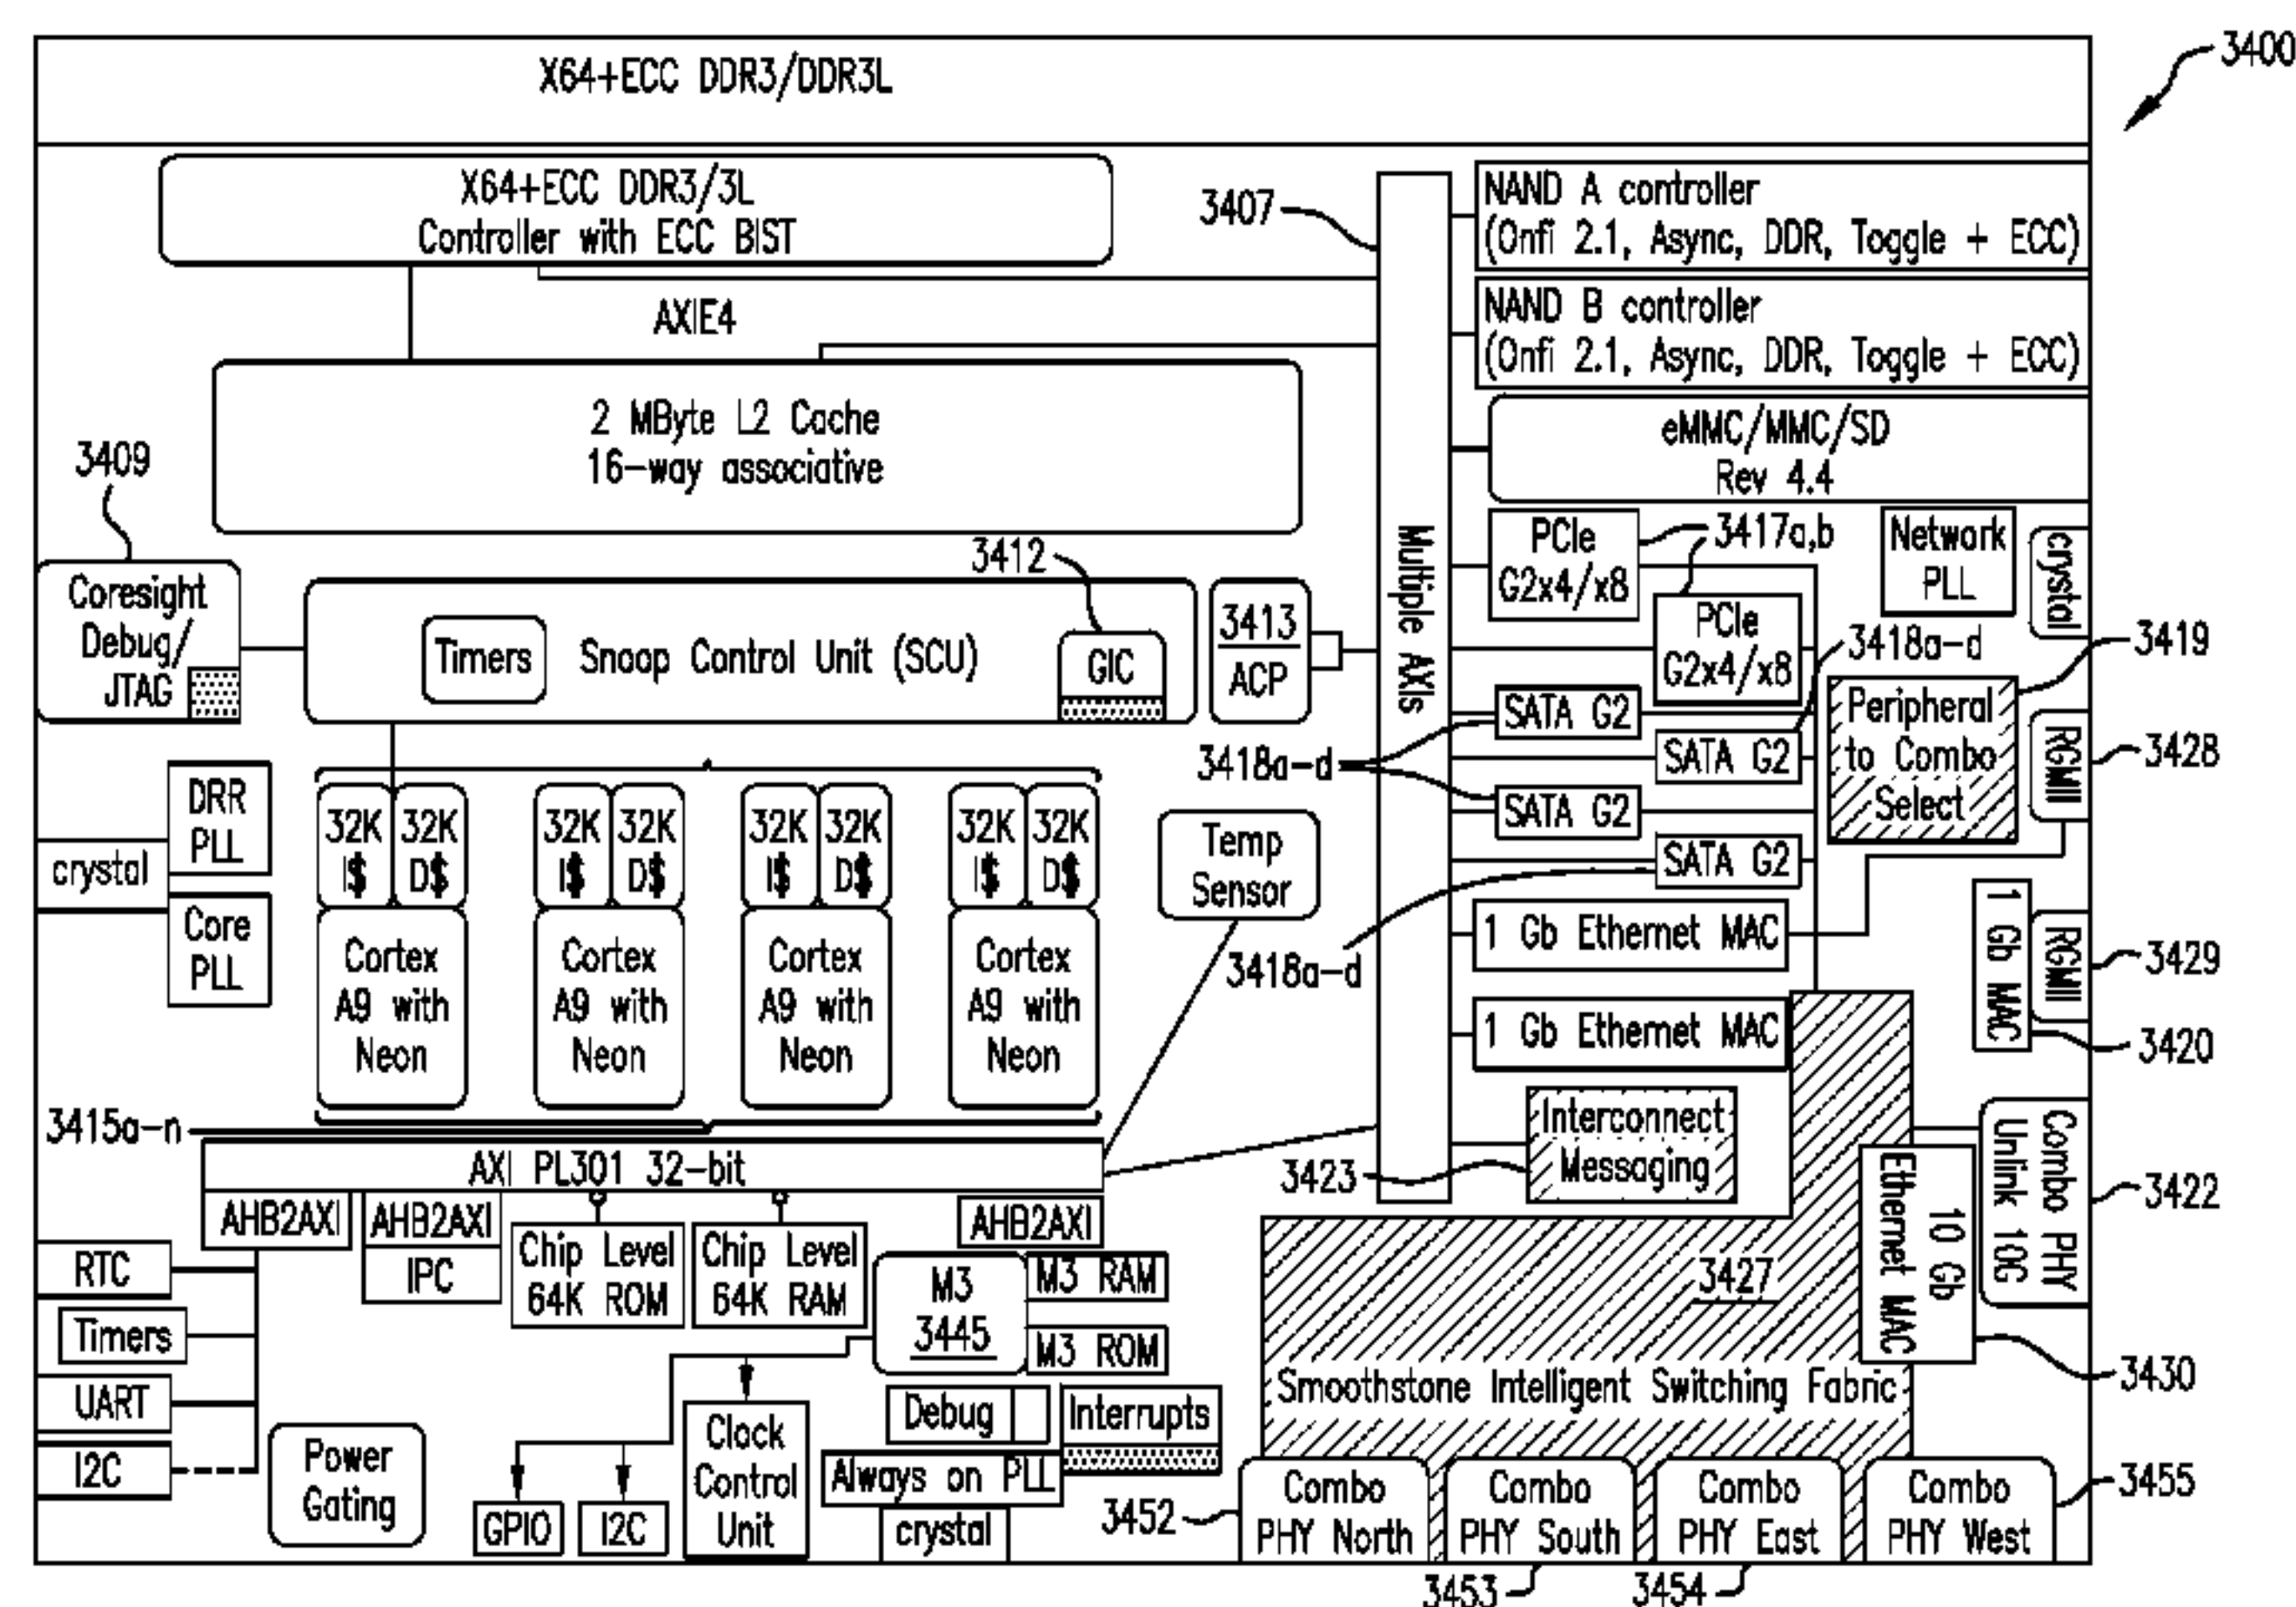 3400
X64+ECC DDR3/DDR3L
X64+ECC DDR3/3L
Controller with ECC BIST
3407
NAND A controller
(Onfi 2.1, Async, DDR, Toggle + ECC)
AXIE4
NAND B controller
(Onfi 2.1, Async, DDR, Toggle + ECC)
2 MByte L2 Cache
16-way associative
eMMC/MMC/SD
Rev 4.4
3409
Coresight
Debug/
JTAG
Timers
Snoop Control Unit (SCU)
3412
GIC
3413
ACP
Multiple AXIs
PCIe
G2x4/x8
3417a,b
PCIe
G2x4/x8
Network
PLL
crystal
3418a-d
3419
Peripheral
to Combo
Select
SATA G2
SATA G2
3418a-d
SATA G2
SATA G2
3418a-d
RGMII
3428
DRR
PLL
crystal
Core
PLL
32K
I$
32K
D$
32K
I$
32K
D$
32K
I$
32K
D$
32K
I$
32K
D$
Cortex
A9 with
Neon
Cortex
A9 with
Neon
Cortex
A9 with
Neon
Cortex
A9 with
Neon
Temp
Sensor
1 Gb Ethernet MAC
1 Gb Ethernet MAC
1 Gb MAC
RGMII
3429
3420
3415a-n
AXI PL301 32-bit
Interconnect
Messaging
3423
Combo PHY
Unlink 10G
3422
10 Gb
Ethernet MAC
3430
AHB2AXI
AHB2AXI
IPC
Chip Level
64K ROM
Chip Level
64K RAM
AHB2AXI
M3
3445
M3 RAM
M3 ROM
RTC
Timers
UART
I2C
Power
Gating
GPIO
I2C
Clock
Control
Unit
Debug
Interrupts
Always on PLL
crystal
3427
Smoothstone Intelligent Switching Fabric
3452
Combo
PHY North
Combo
PHY South
Combo
PHY East
Combo
PHY West
3455
3453
3454